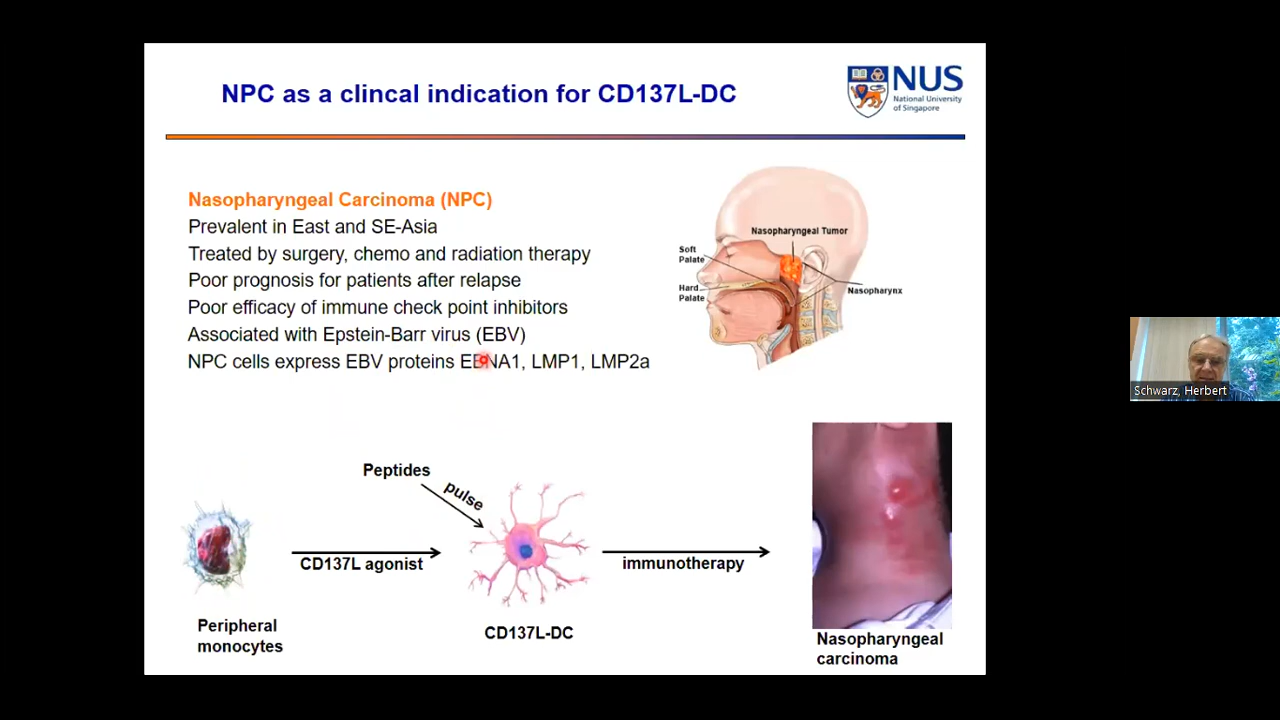 NPC as a clincal indication for CD137L-DC
NUS
National University
of Singapore
Nasopharyngeal Carcinoma (NPC)
Prevalent in East and SE-Asia
Treated by surgery, chemo and radiation therapy
Poor prognosis for patients after relapse
Poor efficacy of immune check point inhibitors
Associated with Epstein-Barr virus (EBV)
NPC cells express EBV proteins EBNA1, LMP1, LMP2a
Nasopharyngeal Tumor
Soft
Palate
Hard
Palate
Nasopharynx
Schwarz, Herbert
Peptides
pulse
CD137L agonist
immunotherapy
Peripheral
monocytes
CD137L-DC
Nasopharyngeal
carcinoma